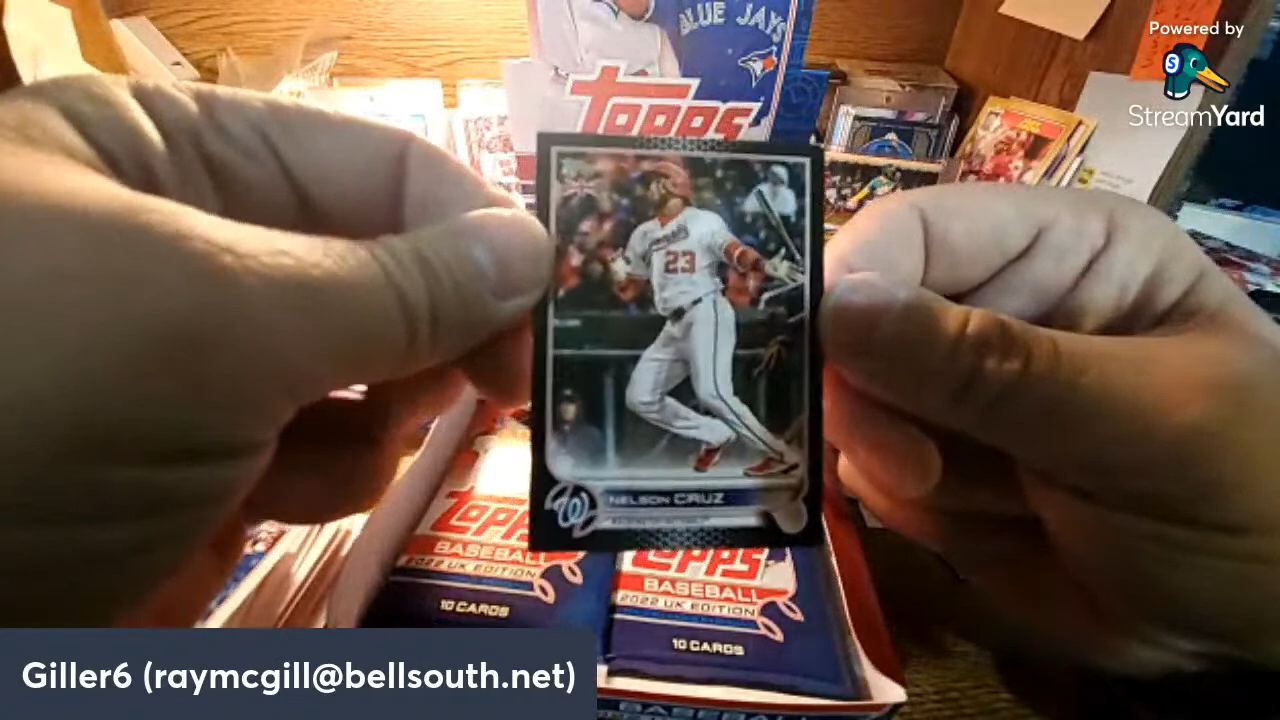 Powered by
StreamYard
BLUE JAYS
TOPPS
23
NELSON CRUZ
TOPPS
BASEBALL
2022 UK EDITION
10 CARDS
TOPPS
BASEBALL
2022 UK EDITION
10 CARDS
BASEBALL
Giller6 (raymcgill@bellsouth.net)